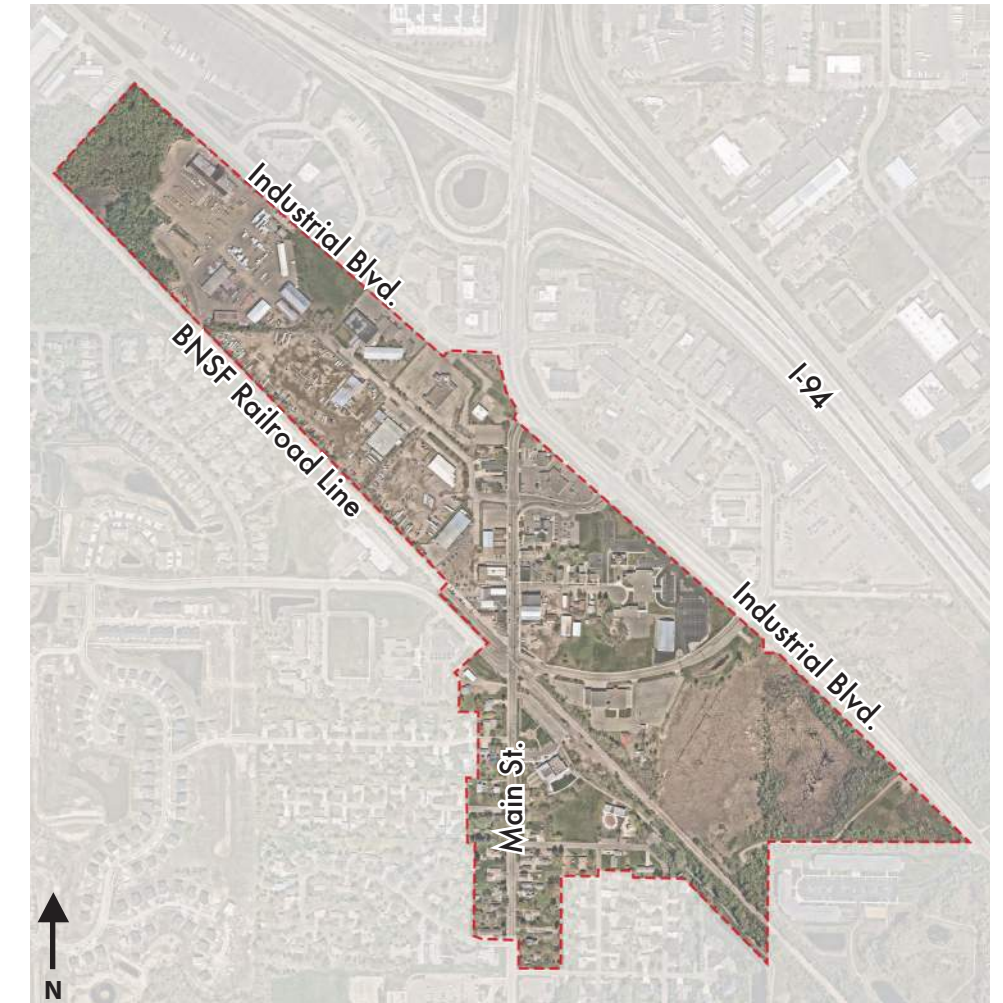 Industrial Blvd.
BNSF Railroad Line
I-94
Industrial Blvd.
Main St.
N